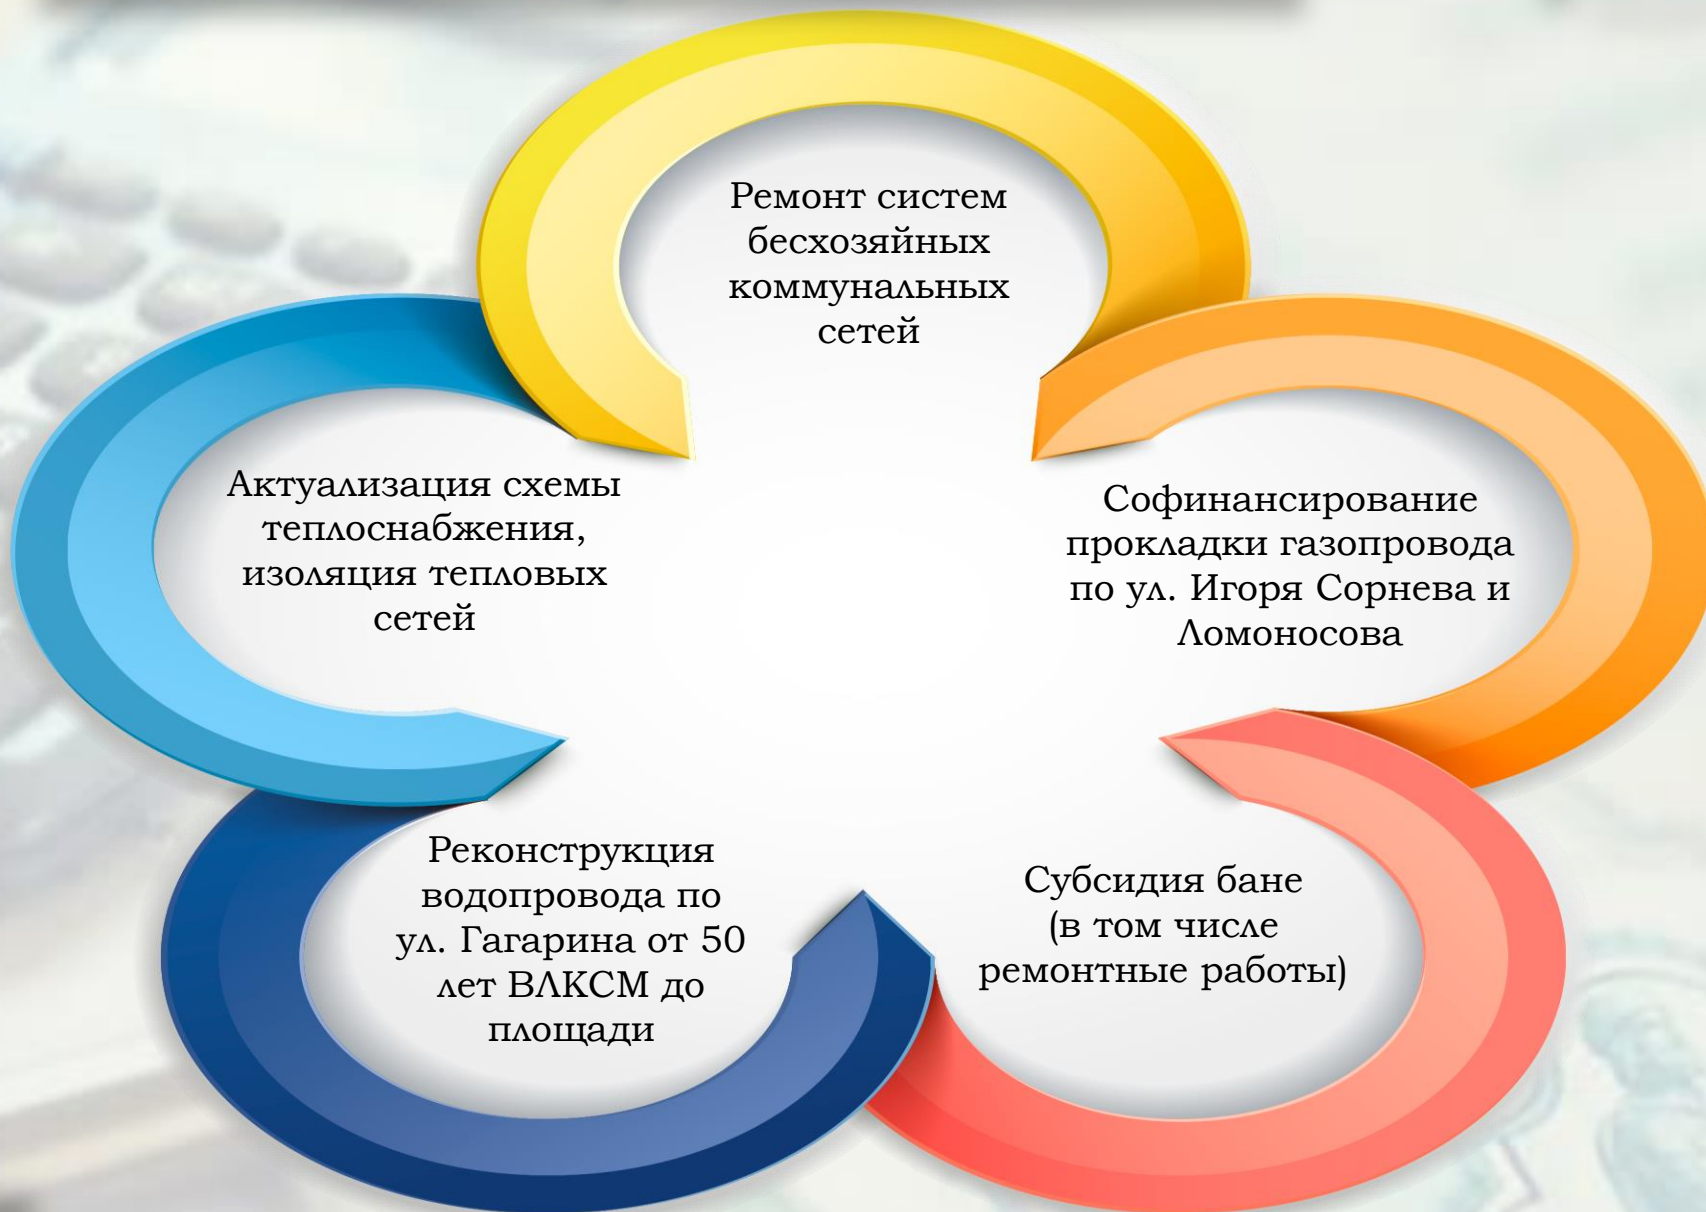 Ремонт систем
бесхозяйных
коммунальных
сетей
Актуализация схемы
теплоснабжения,
изоляция тепловых
сетей
Софинансирование
прокладки газопровода
по ул. Игоря Сорнева и
Ломоносова
Реконструкция
водопровода по
ул. Гагарина от 50
лет ВЛКСМ до
площади
Субсидия бане
(в том числе
ремонтные работы)